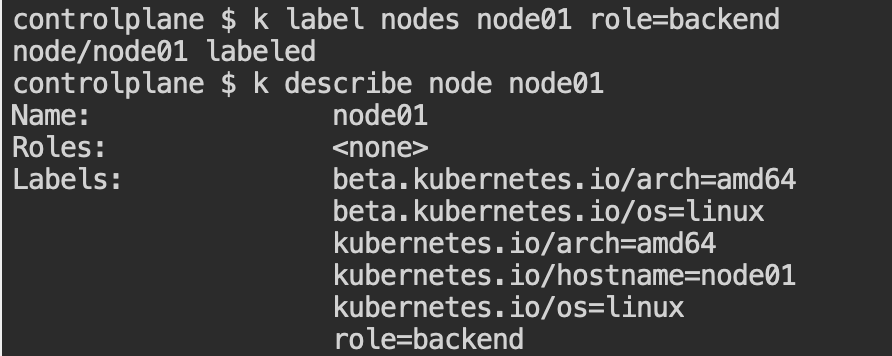 controlplane $ k label nodes node01 role=backend
node/node01 labeled
controlplane $ k describe node node01
Name:               node01
Roles:              <none>
Labels:             beta.kubernetes.io/arch=amd64
                    beta.kubernetes.io/os=linux
                    kubernetes.io/arch=amd64
                    kubernetes.io/hostname=node01
                    kubernetes.io/os=linux
                    role=backend